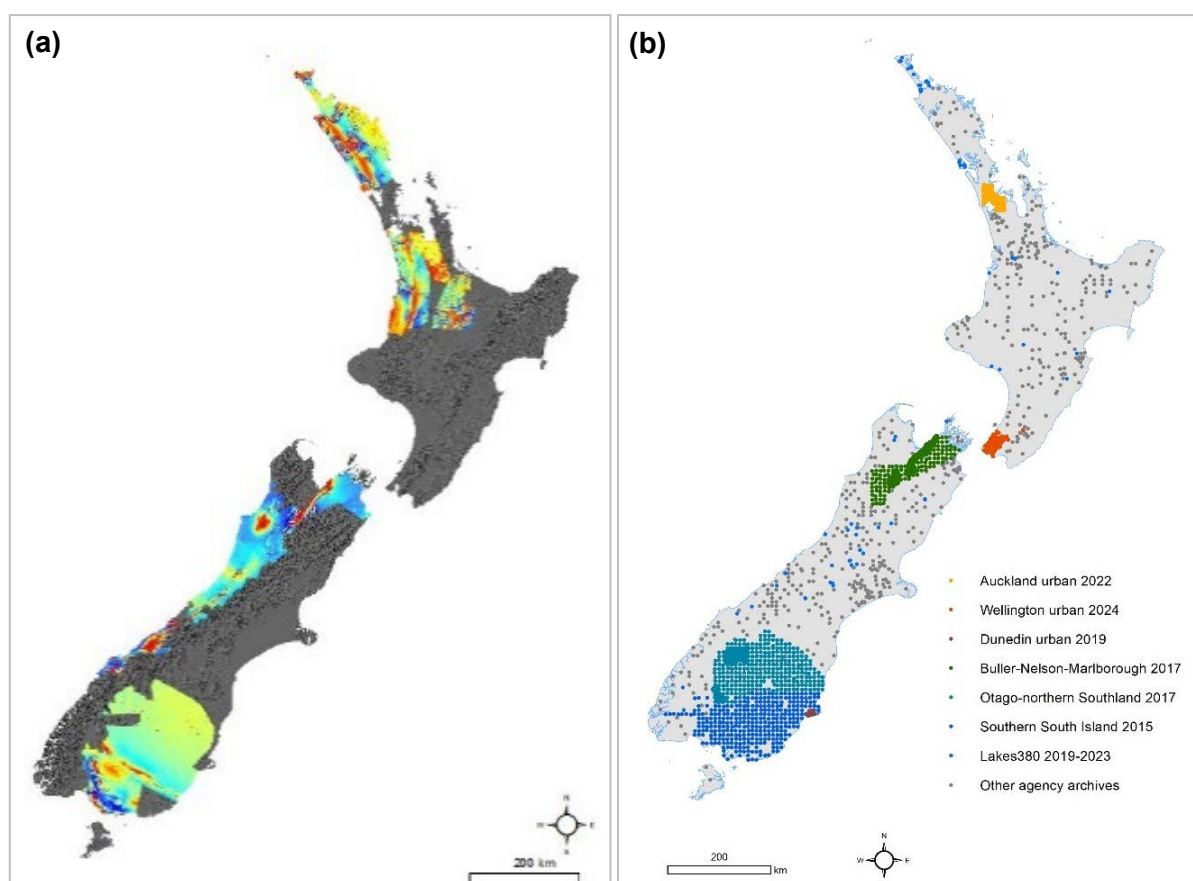 (a)
N
W E
S
200 km
(b)
Auckland urban 2022
Wellington urban 2024
Dunedin urban 2019
Buller-Nelson-Marlborough 2017
Otago-northern Southland 2017
Southern South Island 2015
Lakes380 2019-2023
Other agency archives
200
km
N
W E
S